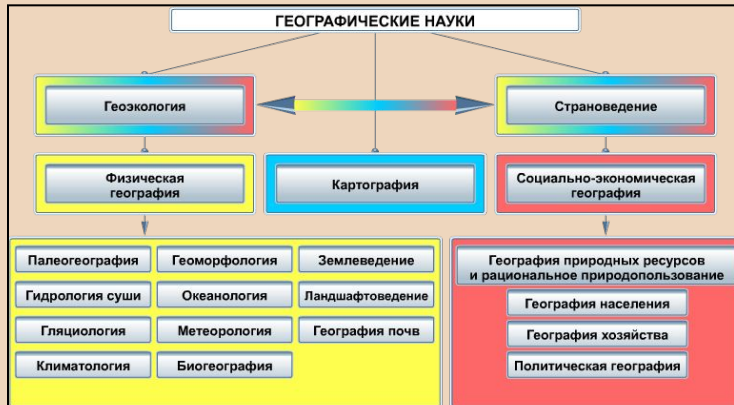 ГЕОГРАФИЧЕСКИЕ НАУКИ
Геоэкология
Страноведение
Физическая
география
Картография
Социально-экономическая
география
Палеогеография
Геоморфология
Землеведение
Гидрология суши
Океанология
Ландшафтоведение
Гляциология
Метеорология
География почв
Климатология
Биогеография
География природных ресурсов
и рациональное природопользование
География населения
География хозяйства
Политическая география